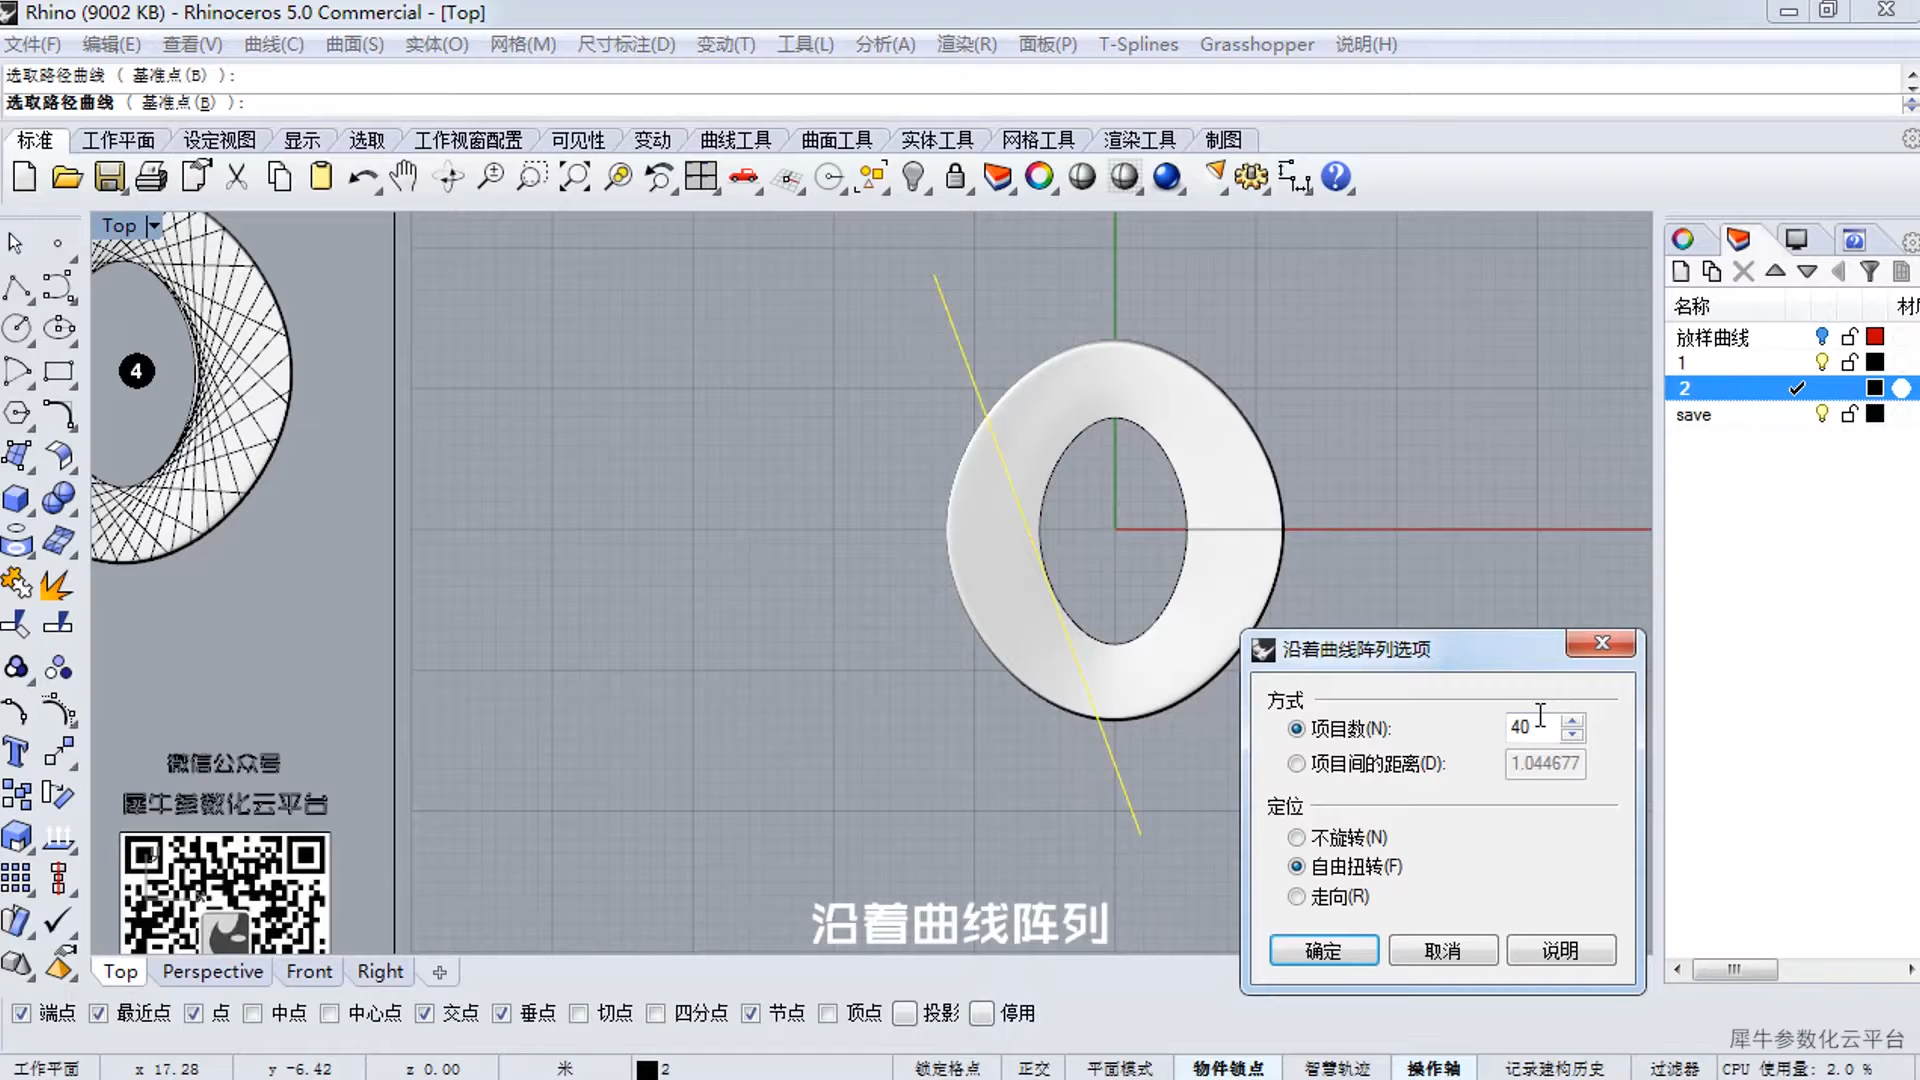 Rhino (9002 KB) - Rhinoceros 5.0 Commercial - [Top]
文件(F) 编辑(E) 查看(V) 曲线(C) 曲面(S) 实体(O) 网格(M) 尺寸标注(D) 变动(T) 工具(L) 分析(A) 渲染(R) 面板(P) T-Splines Grasshopper 说明(H)
选取路径曲线 ( 基准点(B) ):
选取路径曲线 ( 基准点(B) ):
标准 工作平面 设定视图 显示 选取 工作视窗配置 可见性 变动 曲线工具 曲面工具 实体工具 网格工具 渲染工具 制图
Top
4
微信公众号
犀牛参数化云平台
名称 材
放样曲线
1
2
save
沿着曲线阵列选项
方式
项目数(N): 40
项目间的距离(D): 1.044677
定位
不旋转(N)
自由扭转(F)
走向(R)
确定 取消 说明
沿着曲线阵列
Top Perspective Front Right
端点 最近点 点 中点 中心点 交点 垂点 切点 四分点 节点 顶点 投影 停用
犀牛参数化云平台
工作平面 x 17.28 y -6.42 z 0.00 米 2 锁定格点 正交 平面模式 物件锁点 智慧轨迹 操作轴 记录建构历史 过滤器 CPU 使用量: 2.0 %